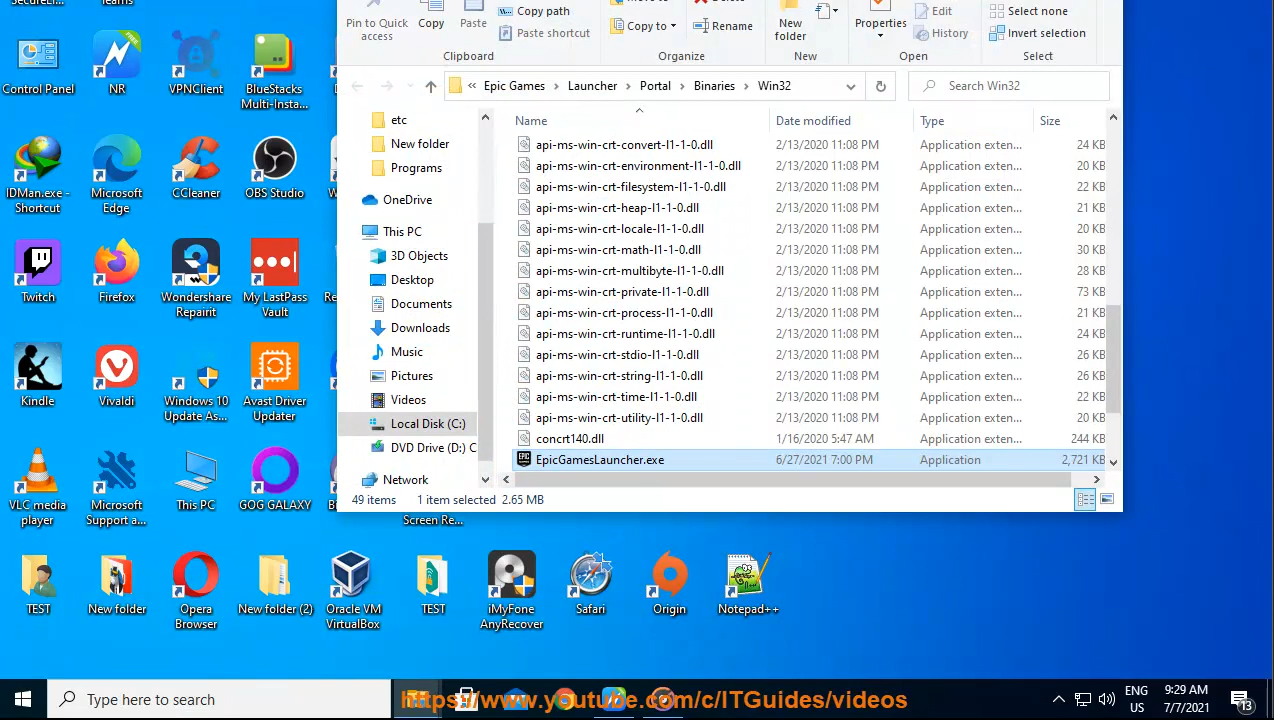 Teams
Control Panel
NR
VPNClient
BlueStacks
Multi-Insta...
IDMan.exe -
Shortcut
Microsoft
Edge
CCleaner
OBS Studio
Twitch
Firefox
Wondershare
Repairit
My LastPass
Vault
Kindle
Vivaldi
Windows 10
Update As...
Avast Driver
Updater
VLC media
player
Microsoft
Support a...
This PC
GOG GALAXY
Screen Re...
TEST
New folder
Opera
Browser
New folder (2)
Oracle VM
VirtualBox
TEST
iMyFone
AnyRecover
Safari
Origin
Notepad++
Pin to Quick
access
Copy
Paste
Copy path
Paste shortcut
Clipboard
Copy to
Rename
Organize
New
folder
New
Properties
Edit
History
Open
Select none
Invert selection
Select
« Epic Games > Launcher > Portal > Binaries > Win32
Search Win32
etc
New folder
Programs
OneDrive
This PC
3D Objects
Desktop
Documents
Downloads
Music
Pictures
Videos
Local Disk (C:)
DVD Drive (D:) C
Network
Name Date modified Type Size
api-ms-win-crt-convert-l1-1-0.dll 2/13/2020 11:08 PM Application exten... 24 KB
api-ms-win-crt-environment-l1-1-0.dll 2/13/2020 11:08 PM Application exten... 20 KB
api-ms-win-crt-filesystem-l1-1-0.dll 2/13/2020 11:08 PM Application exten... 22 KB
api-ms-win-crt-heap-l1-1-0.dll 2/13/2020 11:08 PM Application exten... 21 KB
api-ms-win-crt-locale-l1-1-0.dll 2/13/2020 11:08 PM Application exten... 20 KB
api-ms-win-crt-math-l1-1-0.dll 2/13/2020 11:08 PM Application exten... 30 KB
api-ms-win-crt-multibyte-l1-1-0.dll 2/13/2020 11:08 PM Application exten... 28 KB
api-ms-win-crt-private-l1-1-0.dll 2/13/2020 11:08 PM Application exten... 73 KB
api-ms-win-crt-process-l1-1-0.dll 2/13/2020 11:08 PM Application exten... 21 KB
api-ms-win-crt-runtime-l1-1-0.dll 2/13/2020 11:08 PM Application exten... 24 KB
api-ms-win-crt-stdio-l1-1-0.dll 2/13/2020 11:08 PM Application exten... 26 KB
api-ms-win-crt-string-l1-1-0.dll 2/13/2020 11:08 PM Application exten... 26 KB
api-ms-win-crt-time-l1-1-0.dll 2/13/2020 11:08 PM Application exten... 22 KB
api-ms-win-crt-utility-l1-1-0.dll 2/13/2020 11:08 PM Application exten... 20 KB
concrt140.dll 1/16/2020 5:47 AM Application exten... 244 KB
EpicGamesLauncher.exe 6/27/2021 7:00 PM Application 2,721 KB
49 items 1 item selected 2.65 MB
Type here to search
https://www.youtube.com/c/ITGuides/videos
ENG
US
9:29 AM
7/7/2021
13